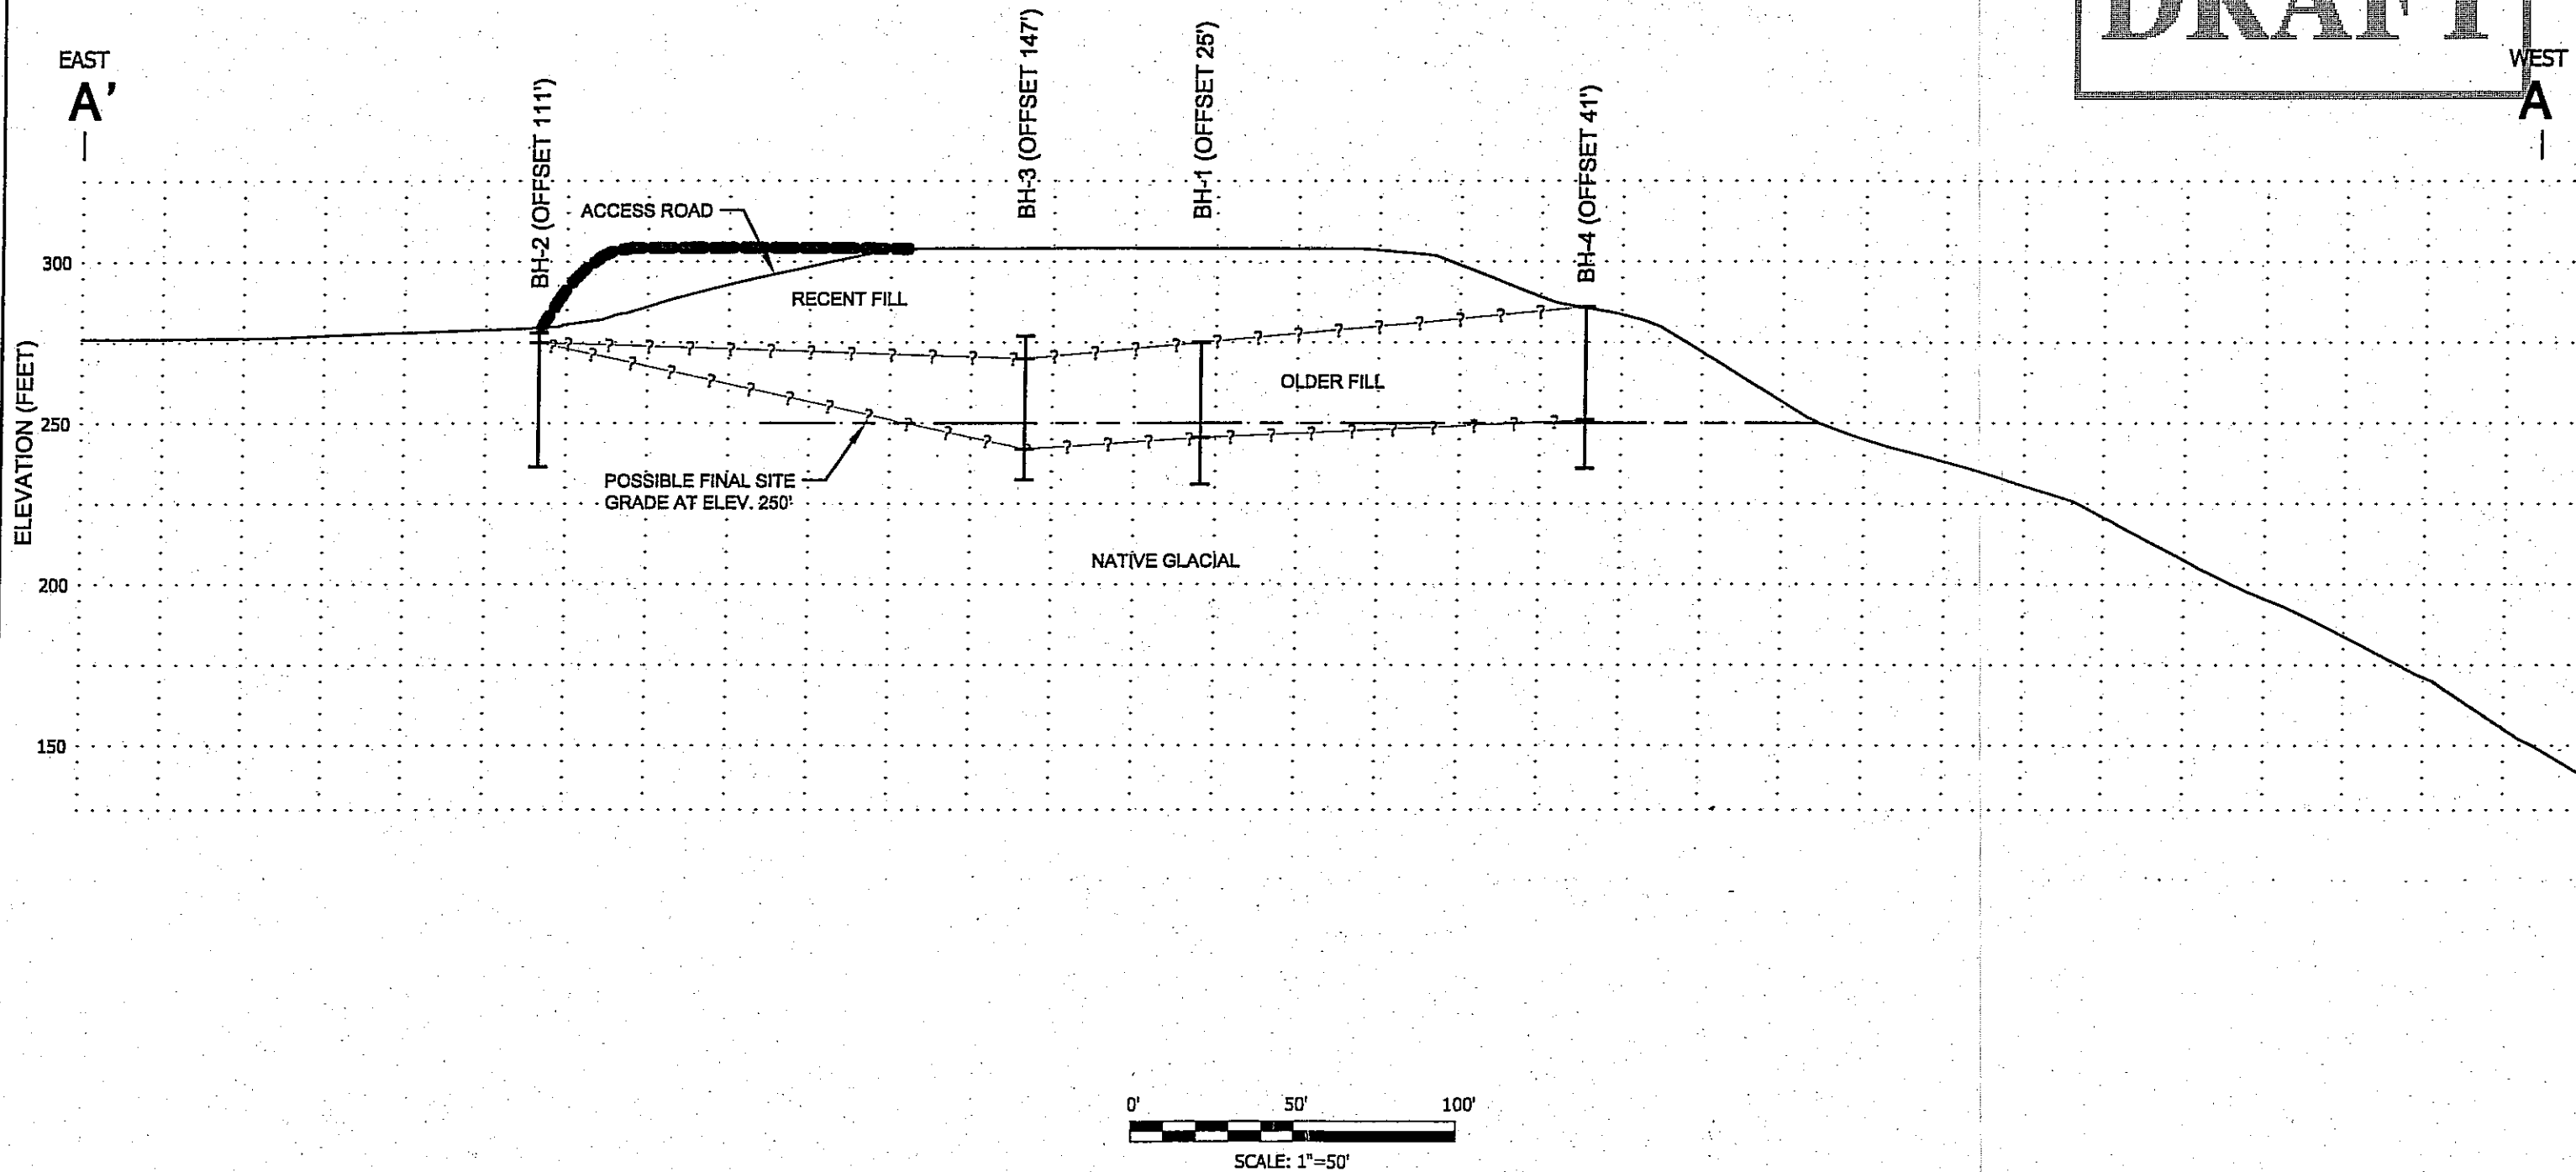 DRAFT
EAST
A'
WEST
A
BH-2 (OFFSET 111')
BH-3 (OFFSET 147')
BH-1 (OFFSET 25')
BH-4 (OFFSET 41')
ACCESS ROAD
RECENT FILL
OLDER FILL
POSSIBLE FINAL SITE
GRADE AT ELEV. 250'
NATIVE GLACIAL
ELEVATION (FEET)
300
250
200
150
0' 50' 100'
SCALE: 1"=50'